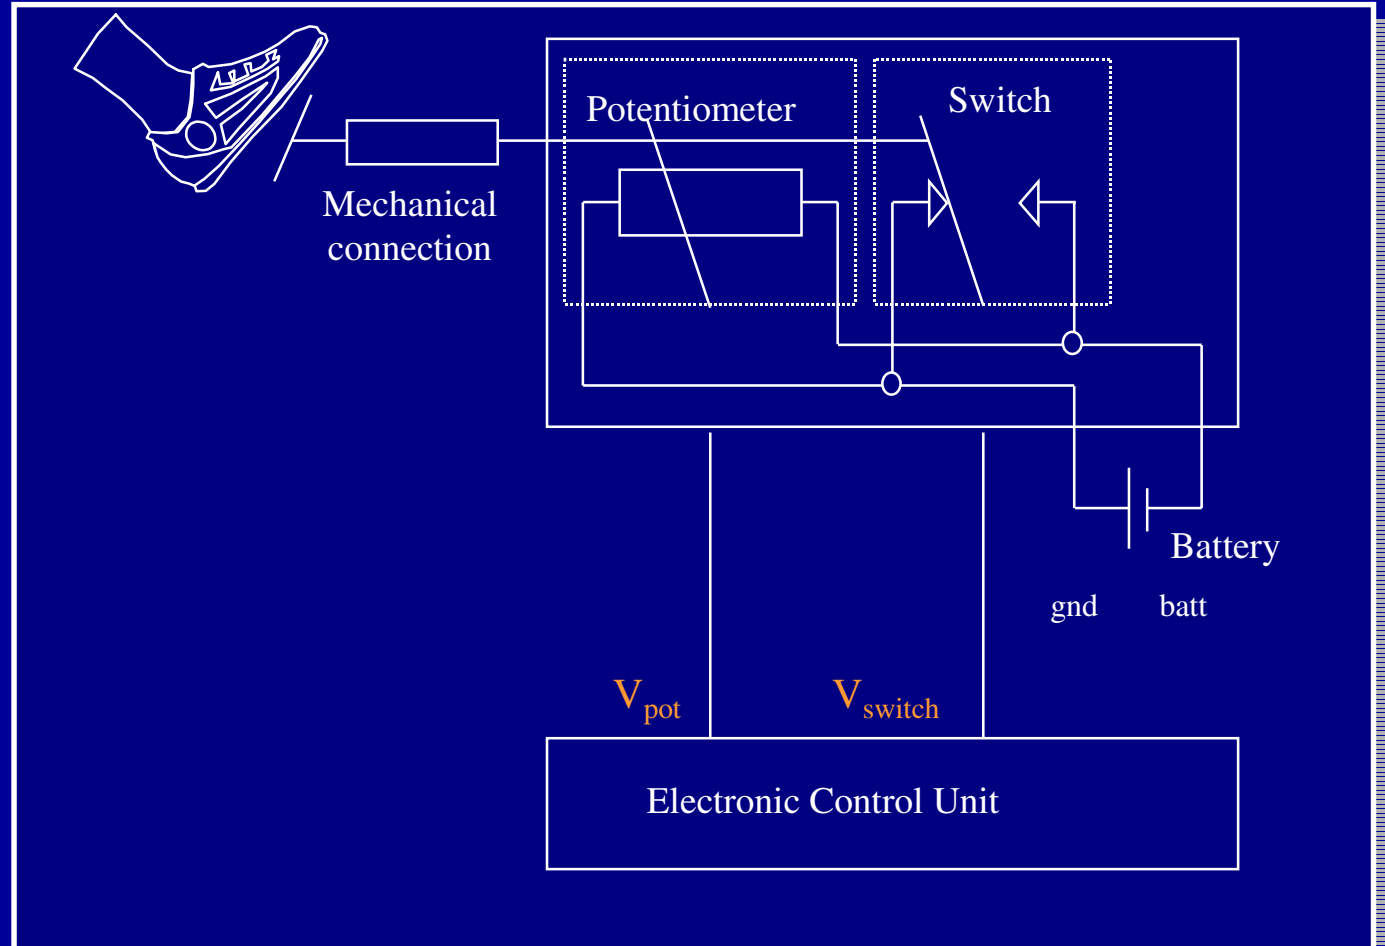 Potentiometer
Switch
Mechanical
connection
Battery
gnd batt
Vpot
Vswitch
Electronic Control Unit